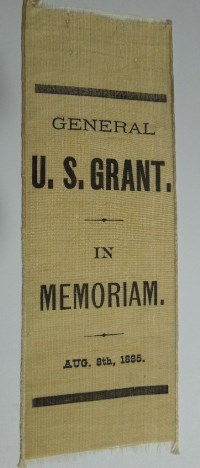 GENERAL
U. S. GRANT.
IN
MEMORIAM.
AUG. 8th, 1885.